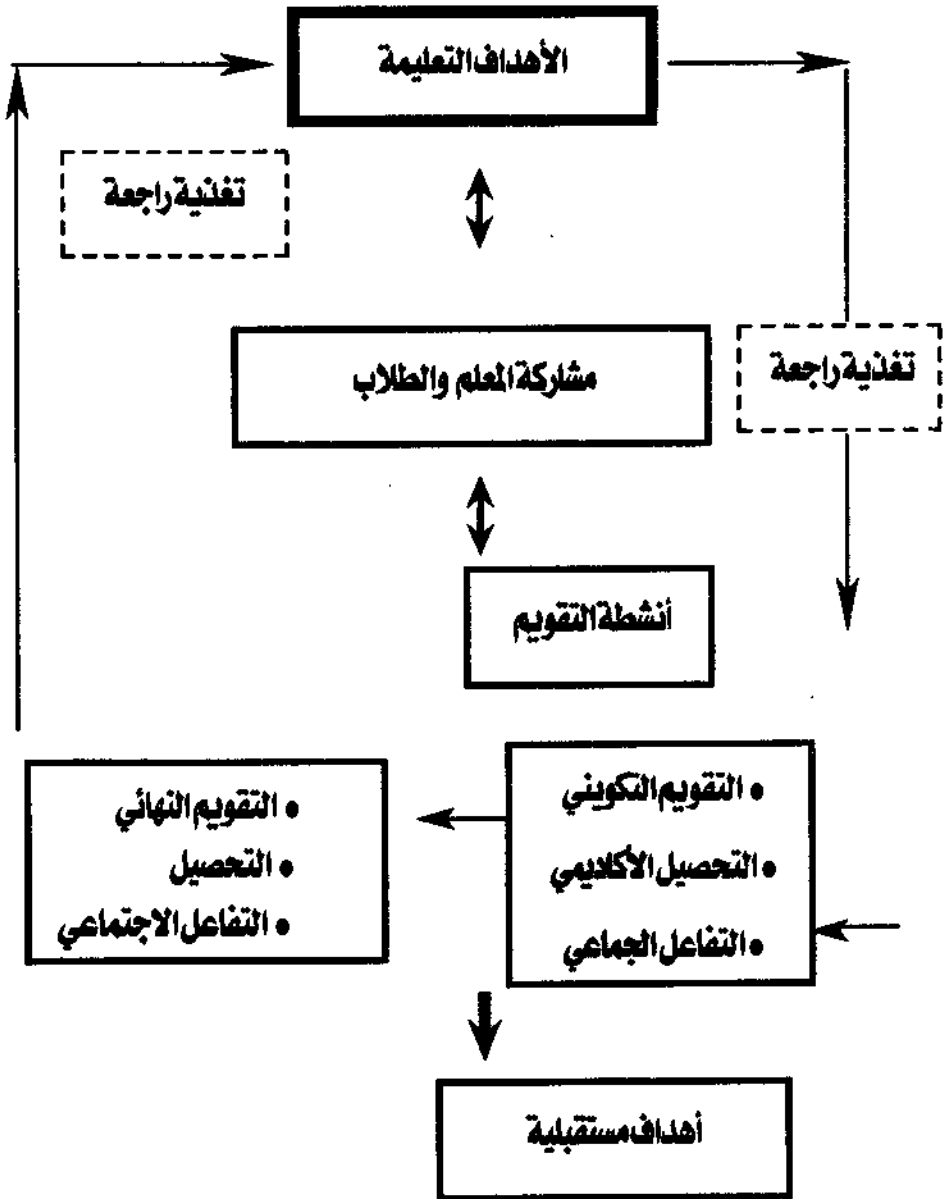 الأهداف التعليمة
تغذية راجعة
مشاركة المعلم والطلاب
تغذية راجعة
أنشطة التقويم
• التقويم التكويني
• التحصيل الأكاديمي
• التفاعل الجماعي
• التقويم النهائي
• التحصيل
• التفاعل الاجتماعي
أهداف مستقبلية